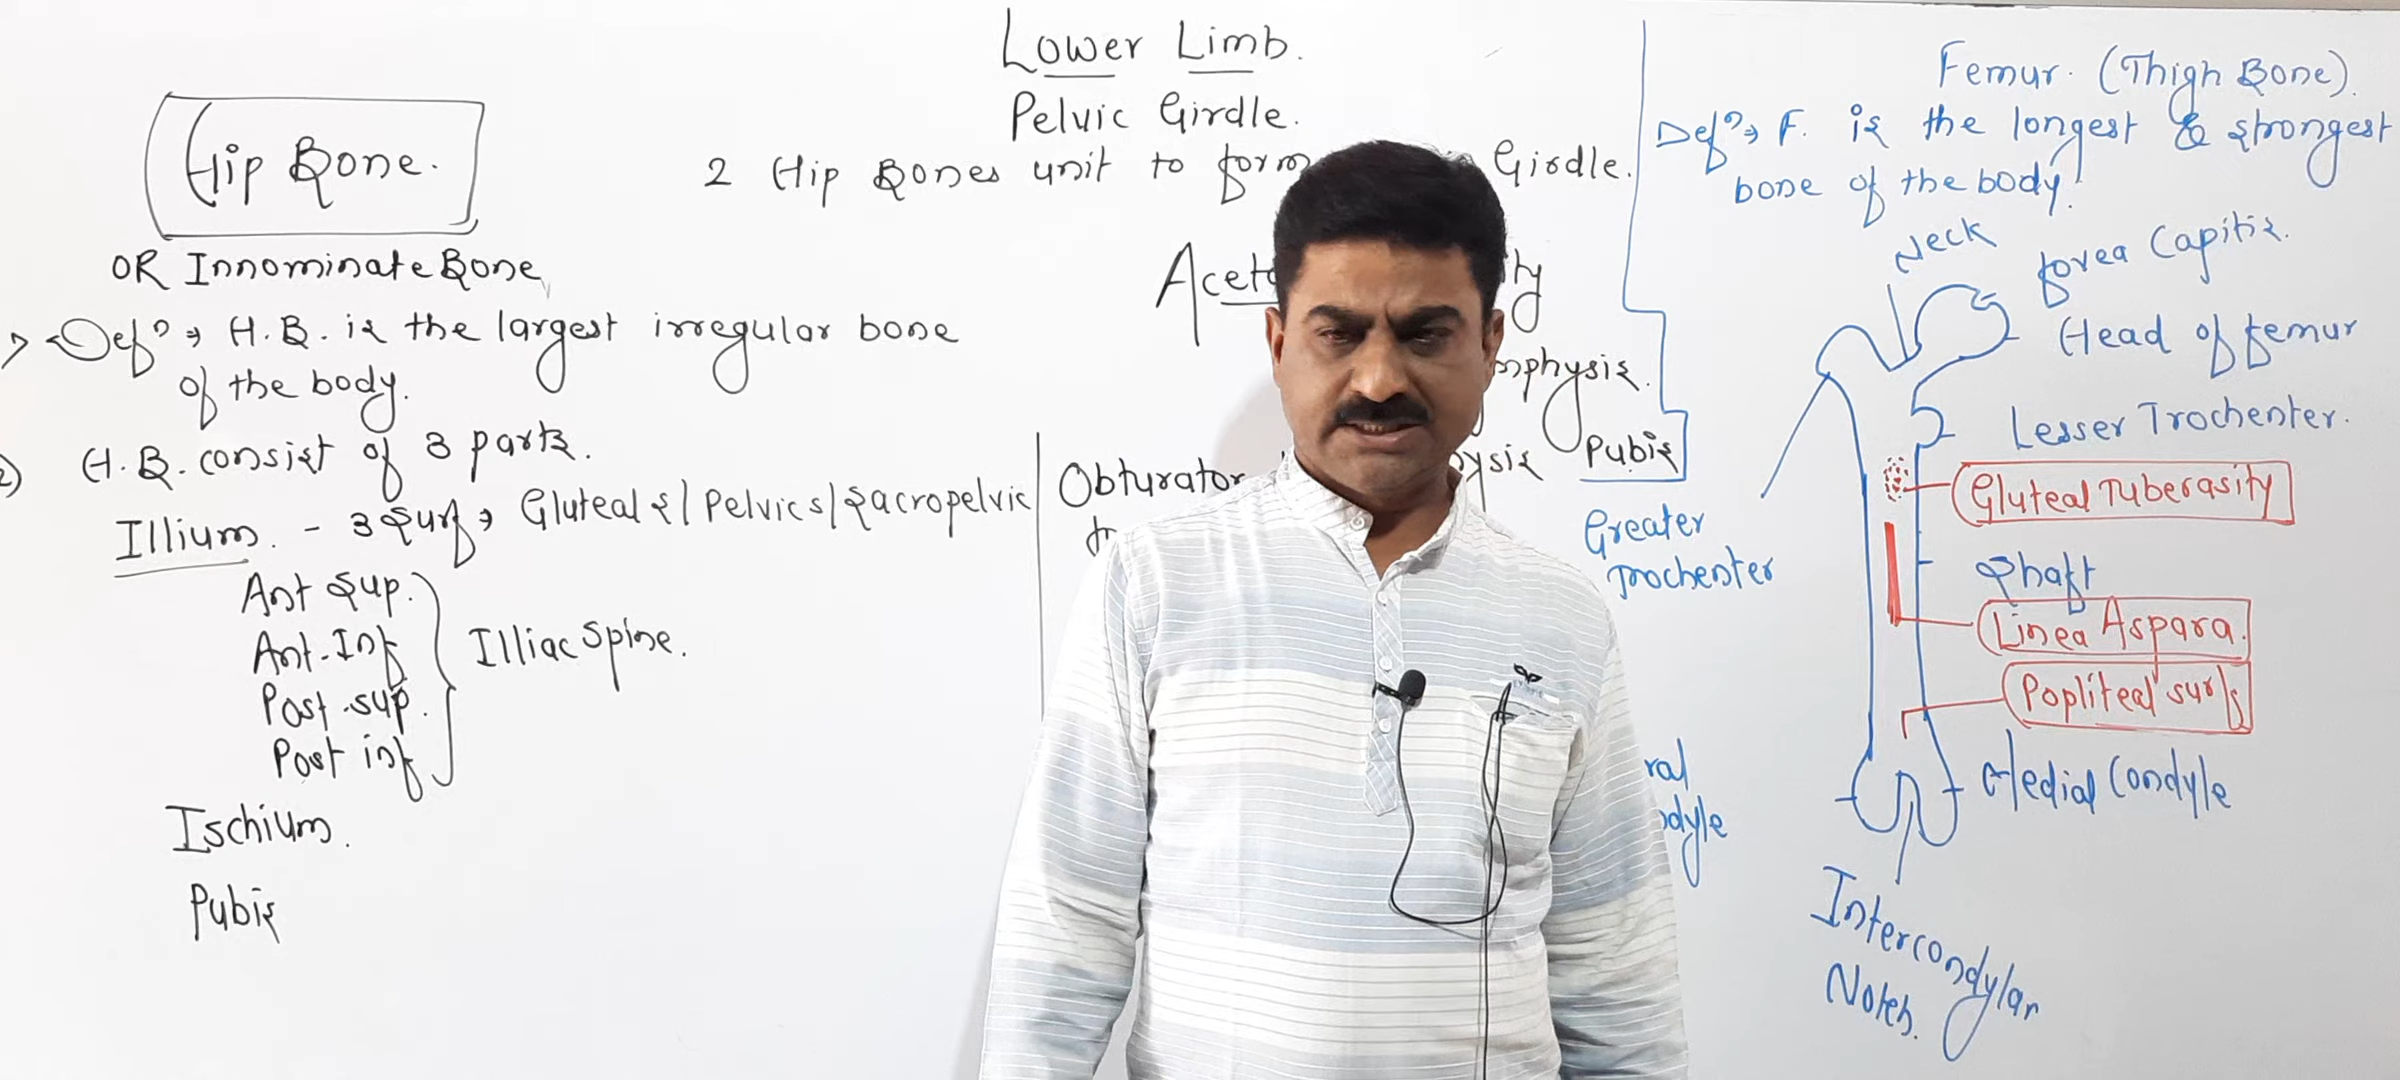 Lower Limb.
Pelvic Girdle.
2 Hip Bones unit to form Girdle.
Hip Bone.
OR Innominate Bone
Defn → H.B. is the largest irregular bone
of the body.
2) H.B. consist of 3 parts.
Illium. - 3 Surf → Gluteal s/ Pelvic s/ Sacropelvic
Ant Sup.
Ant. Inf
Post. sup.
Post inf
Illiac Spine.
Ischium.
Pubis
Obturator
Pubis
Femur. (Thigh Bone).
Defn → F. is the longest & strongest
bone of the body.
Neck
Fovea Capitis.
Head of femur
Lesser Trochenter.
Gluteal Tuberasity
Greater
Trochenter
Shaft
Linea Aspara.
Popliteal surfs
Medial Condyle
Intercondylar
Notch.